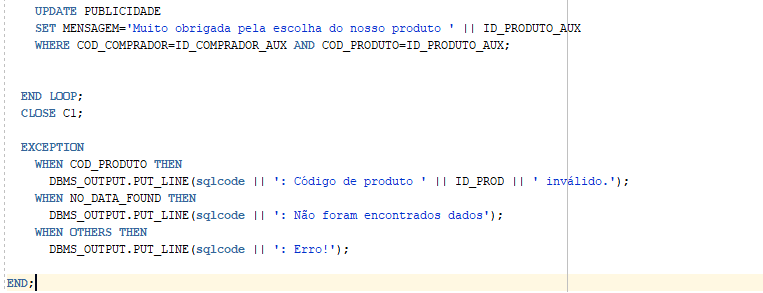 UPDATE PUBLICIDADE
SET MENSAGEM='Muito obrigada pela escolha do nosso produto ' || ID_PRODUTO_AUX
WHERE COD_COMPRADOR=ID_COMPRADOR_AUX AND COD_PRODUTO=ID_PRODUTO_AUX;
END LOOP;
CLOSE C1;
EXCEPTION
WHEN COD_PRODUTO THEN
DBMS_OUTPUT.PUT_LINE(sqlcode || ': Código de produto ' || ID_PROD || ' inválido.');
WHEN NO_DATA_FOUND THEN
DBMS_OUTPUT.PUT_LINE(sqlcode || ': Não foram encontrados dados');
WHEN OTHERS THEN
DBMS_OUTPUT.PUT_LINE(sqlcode || ': Erro!');
END;